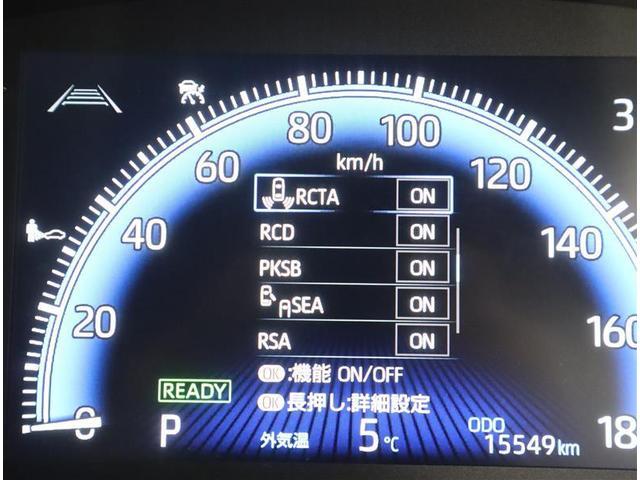 80
100
3
60
km/h
120
RCTA ON
40
RCD ON
140
PKSB ON
SEA ON
20
160
RSA ON
OK:機能 ON/OFF
READY
OK長押し:詳細設定
0
P
外気温 5℃
ODO
15549km
18